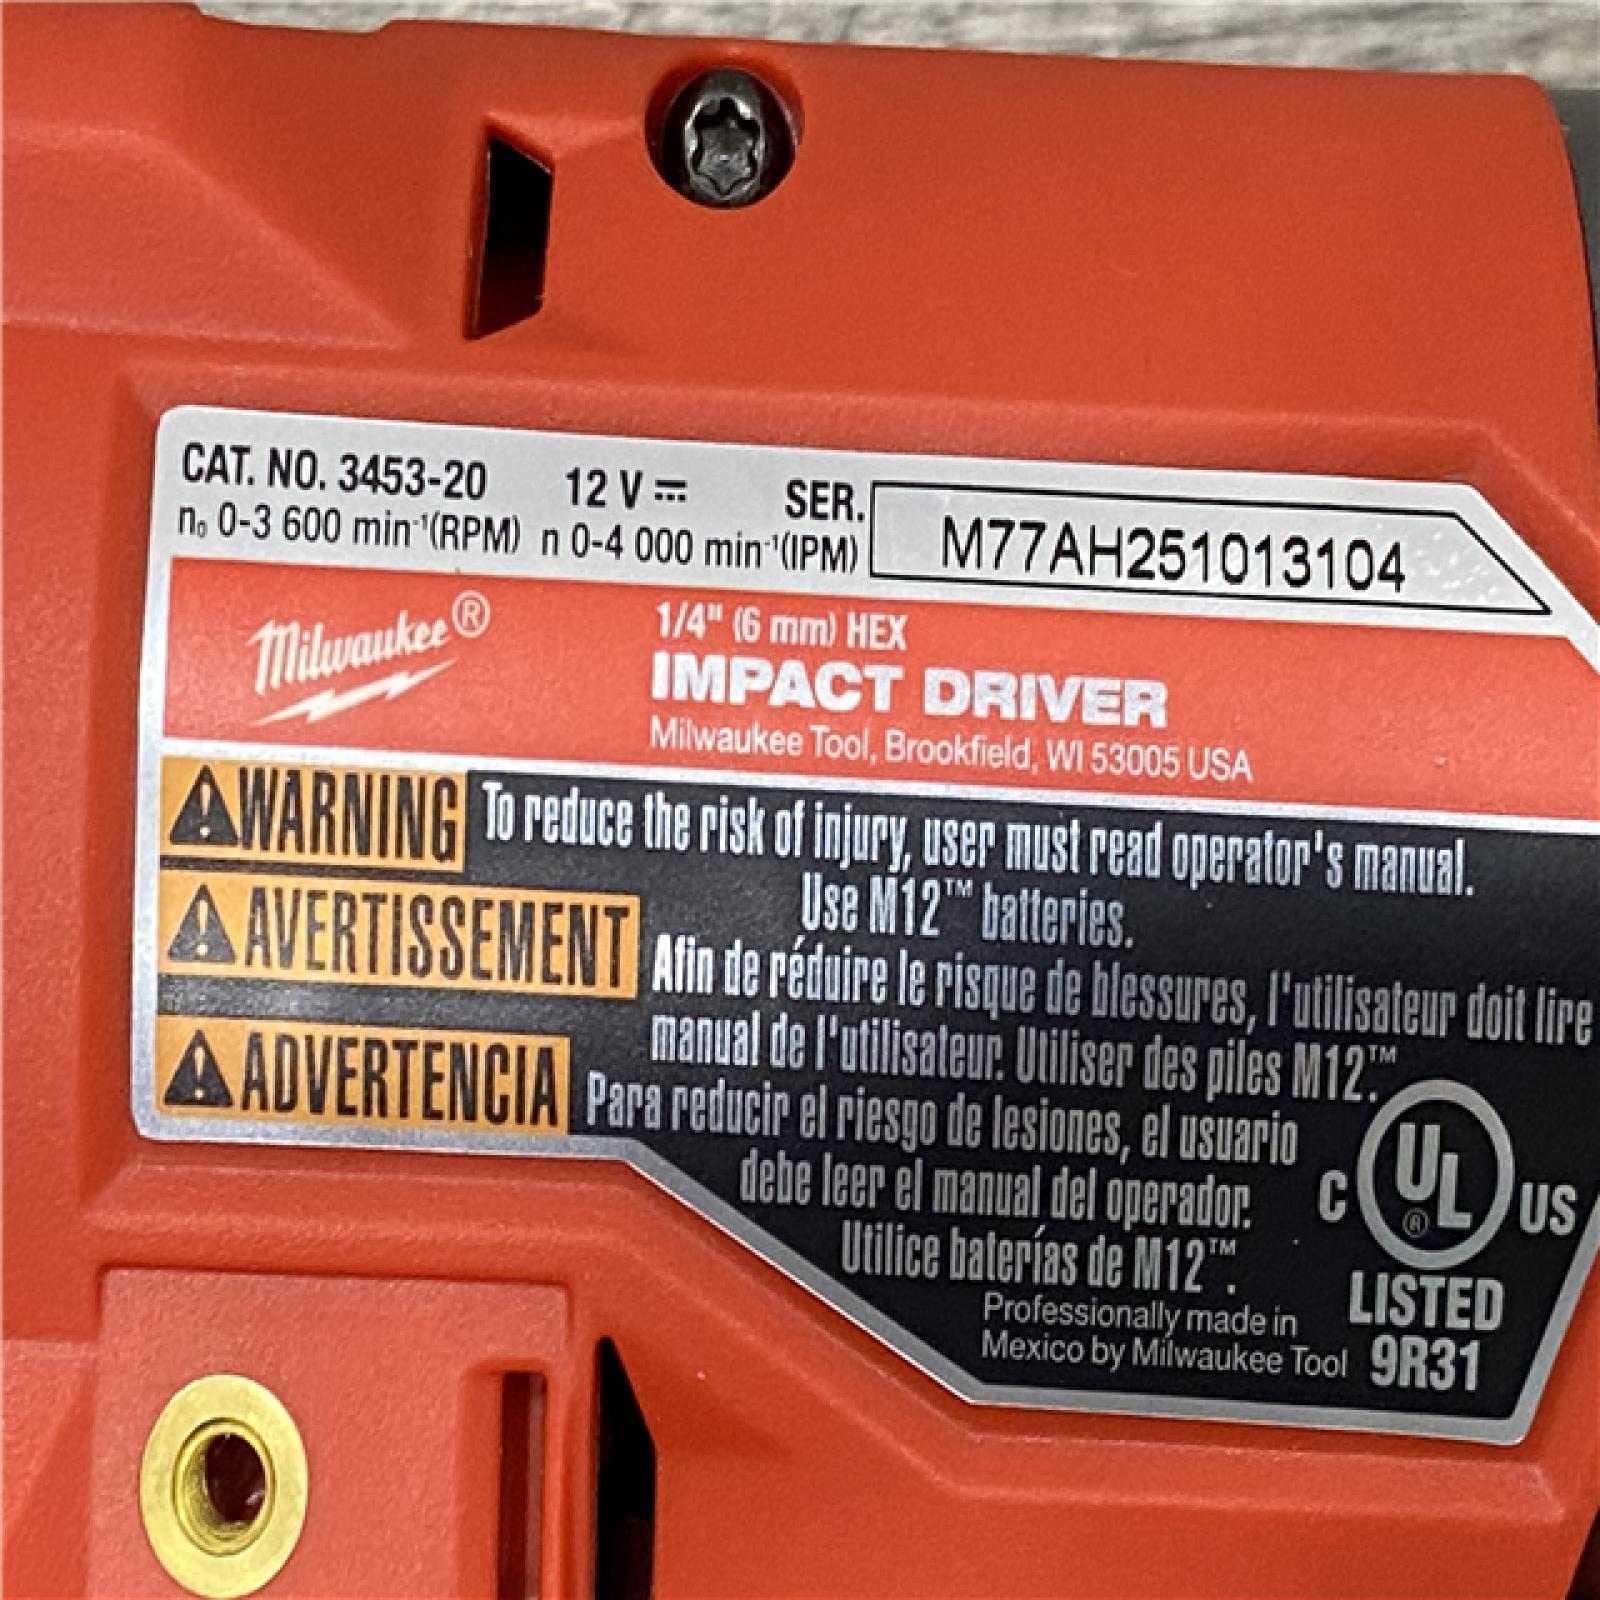 CAT. NO. 3453-20 12 V ⎓ SER. M77AH251013104
n₀ 0-3 600 min⁻¹(RPM) n 0-4 000 min⁻¹(IPM)
Milwaukee®
1/4" (6 mm) HEX
IMPACT DRIVER
Milwaukee Tool, Brookfield, WI 53005 USA
⚠WARNING To reduce the risk of injury, user must read operator's manual.
Use M12™ batteries.
⚠AVERTISSEMENT Afin de réduire le risque de blessures, l'utilisateur doit lire
manual de l'utilisateur. Utiliser des piles M12.™
⚠ADVERTENCIA Para reducir el riesgo de lesiones, el usuario
debe leer el manual del operador.
Utilice baterías de M12™.
C UL® US
LISTED
9R31
Professionally made in
Mexico by Milwaukee Tool